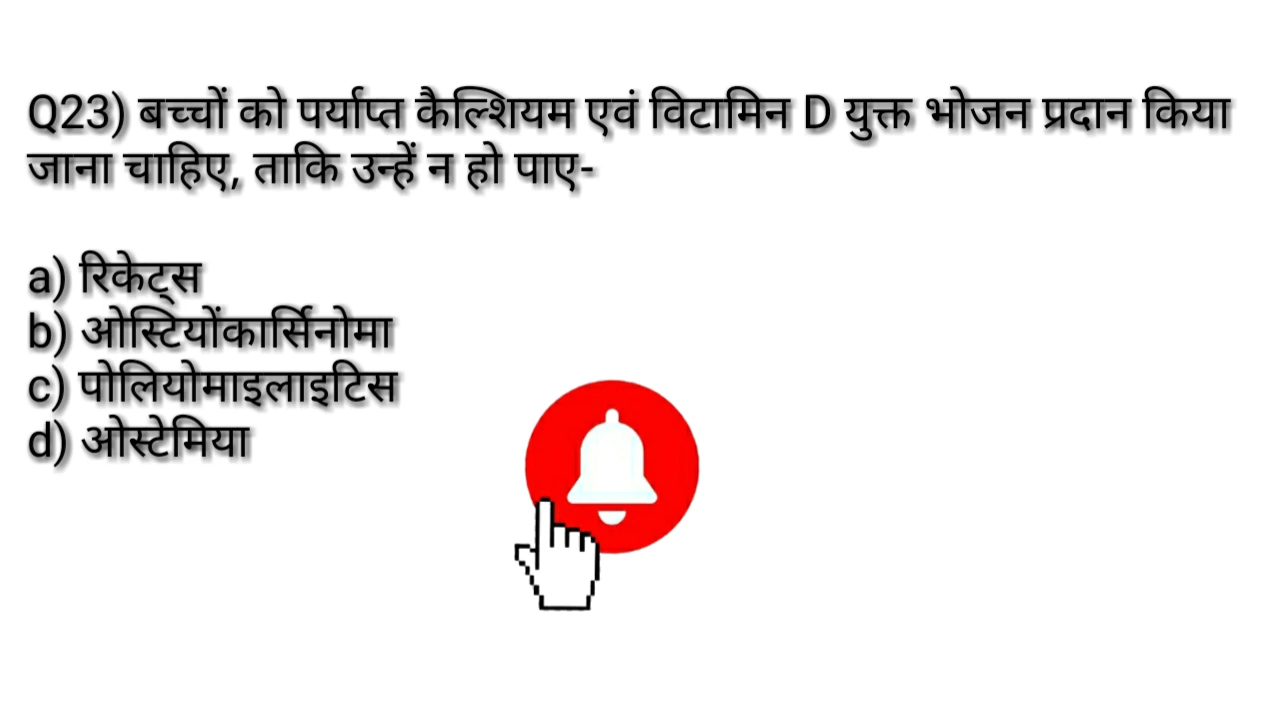 Q23) बच्चों को पर्याप्त कैल्शियम एवं विटामिन D युक्त भोजन प्रदान किया
जाना चाहिए, ताकि उन्हें न हो पाए-
a) रिकेट्स
b) ओस्टियोंकार्सिनोमा
c) पोलियोमाइलाइटिस
d) ओस्टेमिया